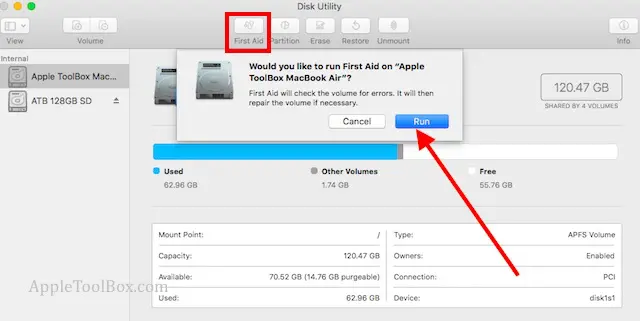 Disk Utility
View
Volume
First Aid
Partition
Erase
Restore
Unmount
Info
Internal
Apple ToolBox Mac...
ATB 128GB SD
Would you like to run First Aid on “Apple
ToolBox MacBook Air”?
First Aid will check the volume for errors. It will then
repair the volume if necessary.
Cancel
Run
120.47 GB
SHARED BY 4 VOLUMES
Used
62.96 GB
Other Volumes
1.74 GB
Free
55.76 GB
Mount Point: /
Capacity: 120.47 GB
Available: 70.52 GB (14.76 GB purgeable)
Used: 62.96 GB
Type: APFS Volume
Owners: Enabled
Connection: PCI
Device: disk1s1
AppleToolBox.com